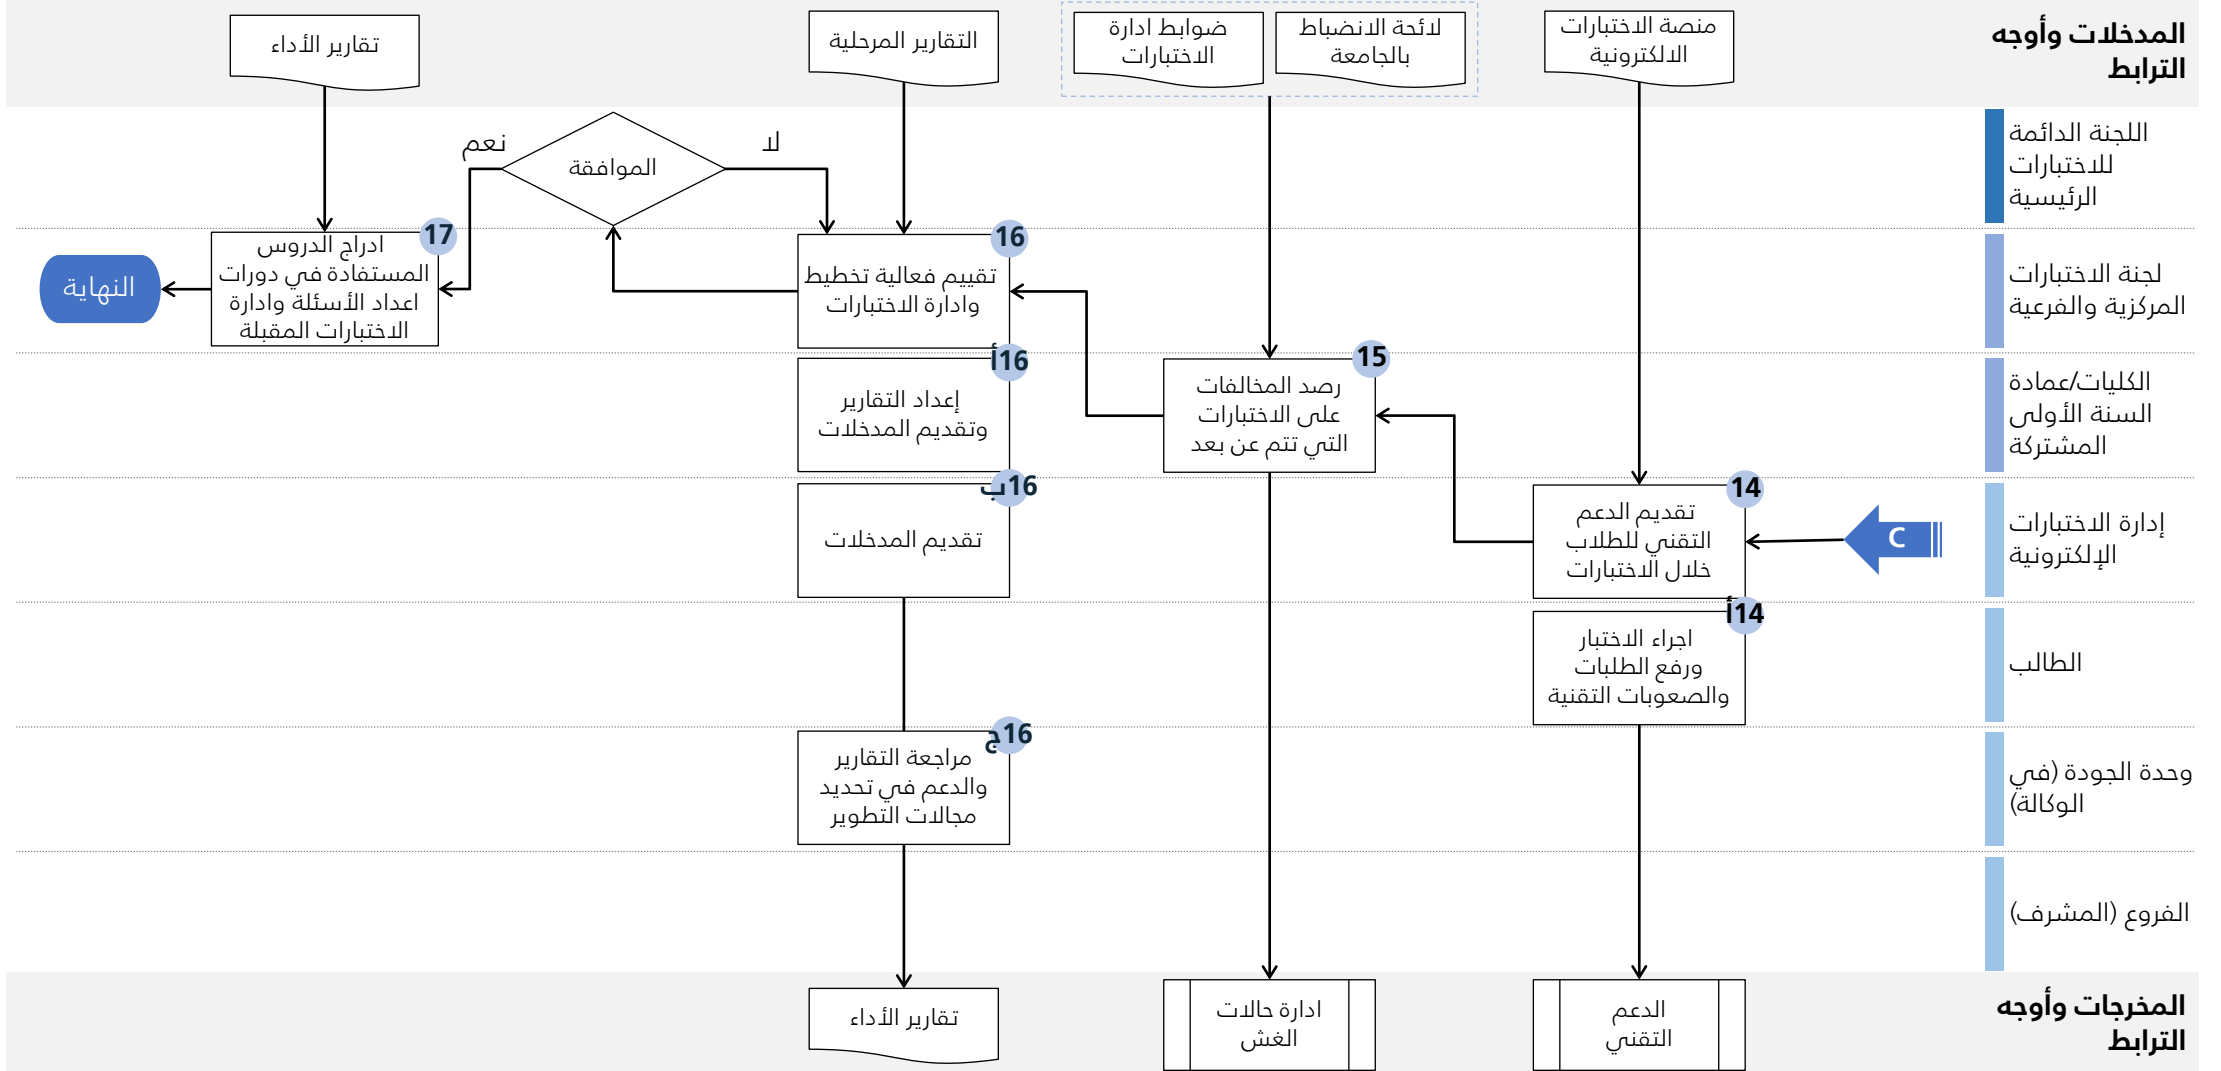 المدخلات وأوجه
الترابط
منصة الاختبارات
الالكترونية
لائحة الانضباط
بالجامعة
ضوابط ادارة
الاختبارات
التقارير المرحلية
تقارير الأداء
اللجنة الدائمة
للاختبارات
الرئيسية
لا
الموافقة
نعم
لجنة الاختبارات
المركزية والفرعية
16
تقييم فعالية تخطيط
وادارة الاختبارات
17
ادراج الدروس
المستفادة في دورات
اعداد الأسئلة وادارة
الاختبارات المقبلة
النهاية
الكليات/عمادة
السنة الأولى
المشتركة
15
رصد المخالفات
على الاختبارات
التي تتم عن بعد
16أ
إعداد التقارير
وتقديم المدخلات
إدارة الاختبارات
الإلكترونية
C
14
تقديم الدعم
التقني للطلاب
خلال الاختبارات
16ب
تقديم المدخلات
الطالب
14أ
اجراء الاختبار
ورفع الطلبات
والصعوبات التقنية
وحدة الجودة (في
الوكالة)
16ج
مراجعة التقارير
والدعم في تحديد
مجالات التطوير
الفروع (المشرف)
المخرجات وأوجه
الترابط
الدعم
التقني
ادارة حالات
الغش
تقارير الأداء